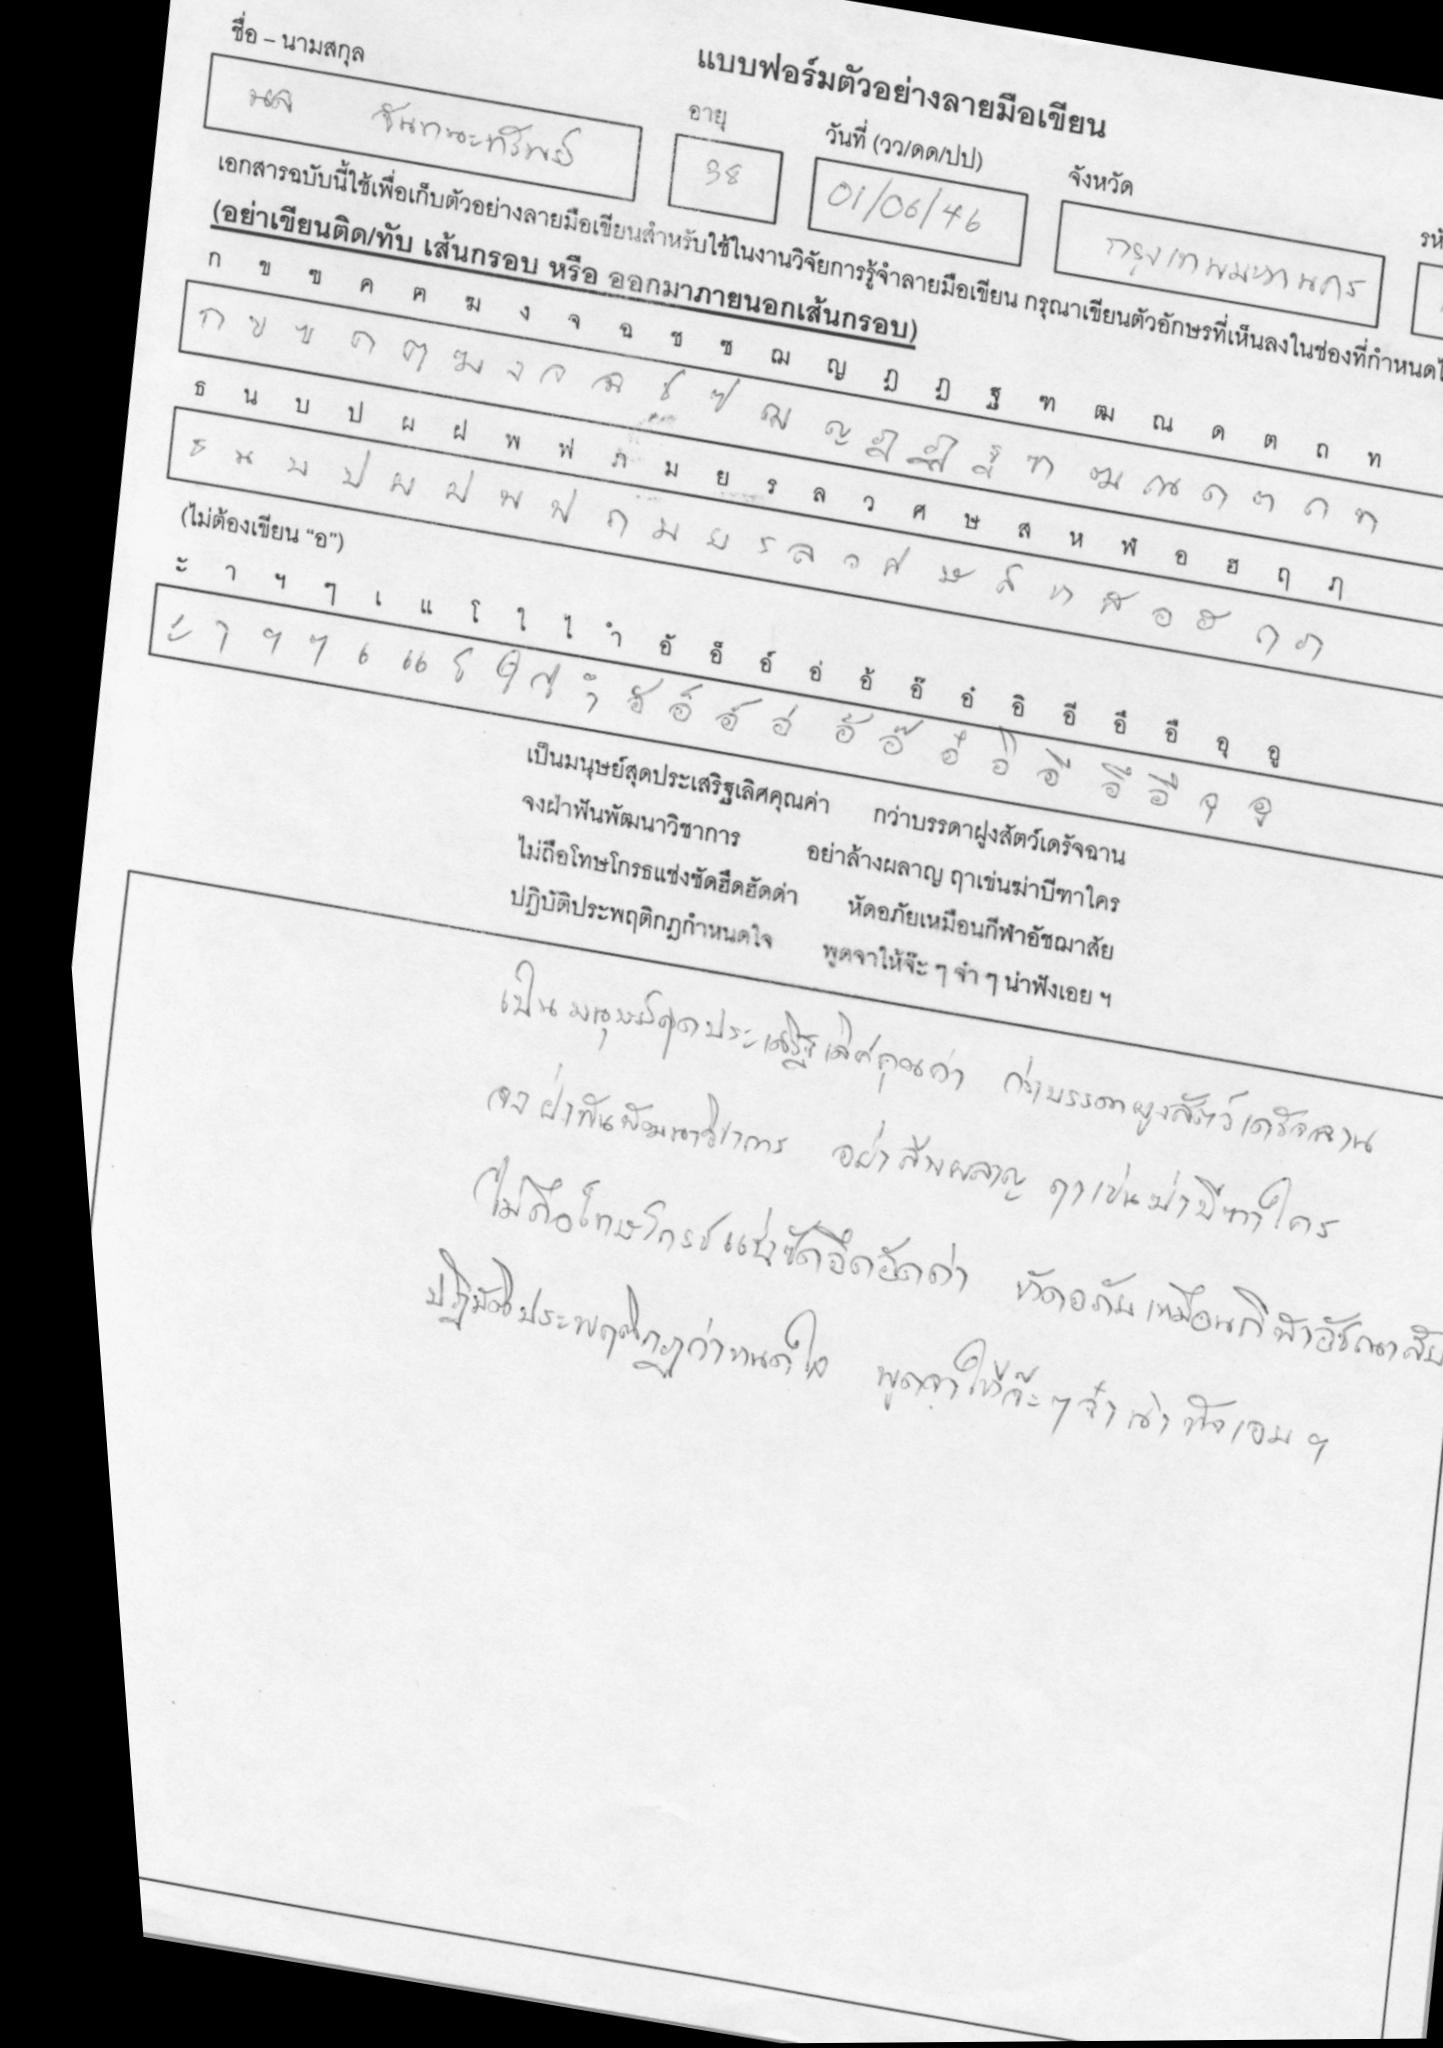 แบบฟอร์มตัวอย่างลายมือเขียน
ชื่อ – นามสกุล อายุ วันที่ (วว/ดด/ปป) จังหวัด
38 01/06/46 กรุงเทพมหานคร
เอกสารฉบับนี้ใช้เพื่อเก็บตัวอย่างลายมือเขียนสำหรับใช้ในงานวิจัยการรู้จำลายมือเขียน กรุณาเขียนตัวอักษรที่เห็นลงในช่องที่กำหนด
(อย่าเขียนติด/ทับ เส้นกรอบ หรือ ออกมาภายนอกเส้นกรอบ)
ก ข ฃ ค ฅ ฆ ง จ ฉ ช ซ ฌ ญ ฎ ฏ ฐ ฑ ฒ ณ ด ต ถ ท
ก ข ฃ ค ฅ ฆ ง จ ฉ ช ซ ฌ ญ ฎ ฏ ฐ ฑ ฒ ณ ด ต ถ ท
ธ น บ ป ผ ฝ พ ฟ ภ ม ย ร ล ว ศ ษ ส ห ฬ อ ฮ ฤ ฦ
ธ น บ ป ผ ฝ พ ฟ ภ ม ย ร ล ว ศ ษ ส ห ฬ อ ฮ ฤ ฦ
(ไม่ต้องเขียน “อ”)
ะ า ฯ ๆ เ แ โ ใ ไ ำ อั อ็ อ์ อ่ อ้ อ๊ อ๋ อิ อี อึ อื อุ อู
ะ า ฯ ๆ เ แ โ ใ ไ ำ อั อ็ อ์ อ่ อ้ อ๊ อ๋ อิ อี อึ อื อุ อู
เป็นมนุษย์สุดประเสริฐเลิศคุณค่า กว่าบรรดาฝูงสัตว์เดรัจฉาน
จงฝ่าฟันพัฒนาวิชาการ อย่าล้างผลาญ ฤาเข่นฆ่าบีฑาใคร
ไม่ถือโทษโกรธแช่งซัดฮึดฮัดด่า หัดอภัยเหมือนกีฬาอัชฌาสัย
ปฏิบัติประพฤติกฎกำหนดใจ พูดจาให้จ๊ะ ๆ จ๋า ๆ น่าฟังเอย ฯ
เป็นมนุษย์สุดประเสริฐเลิศคุณค่า กว่าบรรดาฝูงสัตว์เดรัจฉาน
จงฝ่าฟันพัฒนาวิชาการ อย่าล้างผลาญ ฤาเข่นฆ่าบีฑาใคร
ไม่ถือโทษโกรธแช่งซัดฮึดฮัดด่า หัดอภัยเหมือนกีฬาอัชฌาสัย
ปฏิบัติประพฤติกฎกำหนดใจ พูดจาให้จ๊ะ ๆ จ๋า น่าฟังเอย ฯ